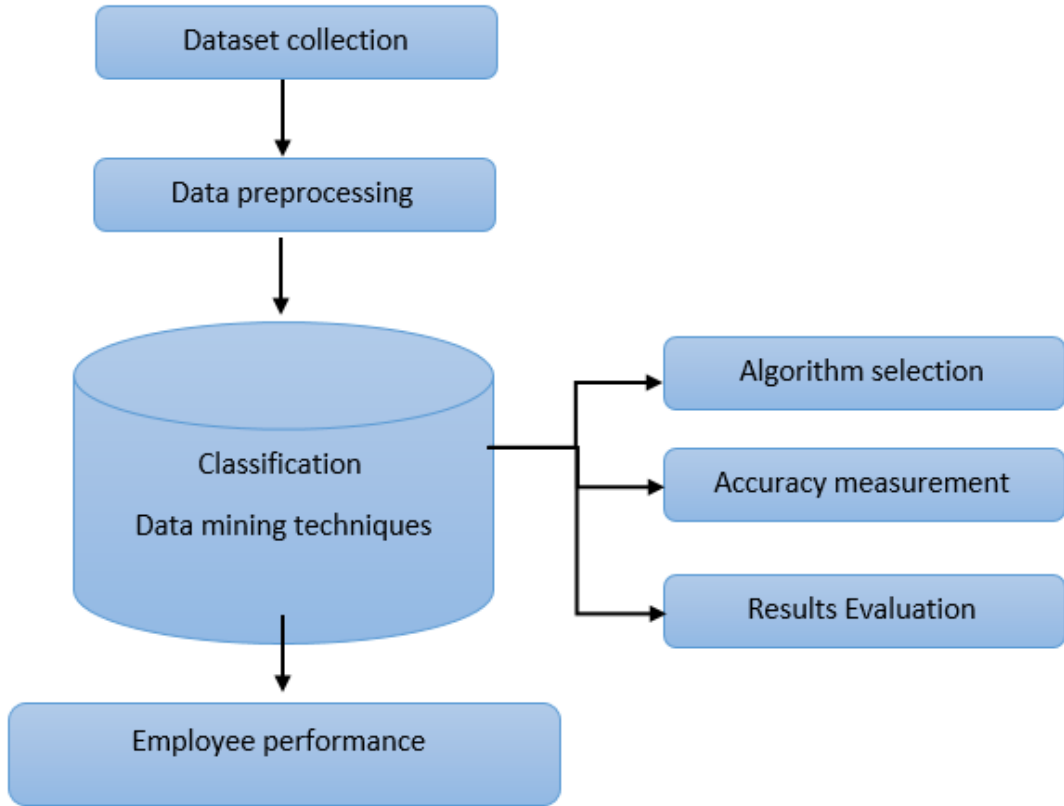 Dataset collection
Data preprocessing
Classification
Data mining techniques
Algorithm selection
Accuracy measurement
Results Evaluation
Employee performance